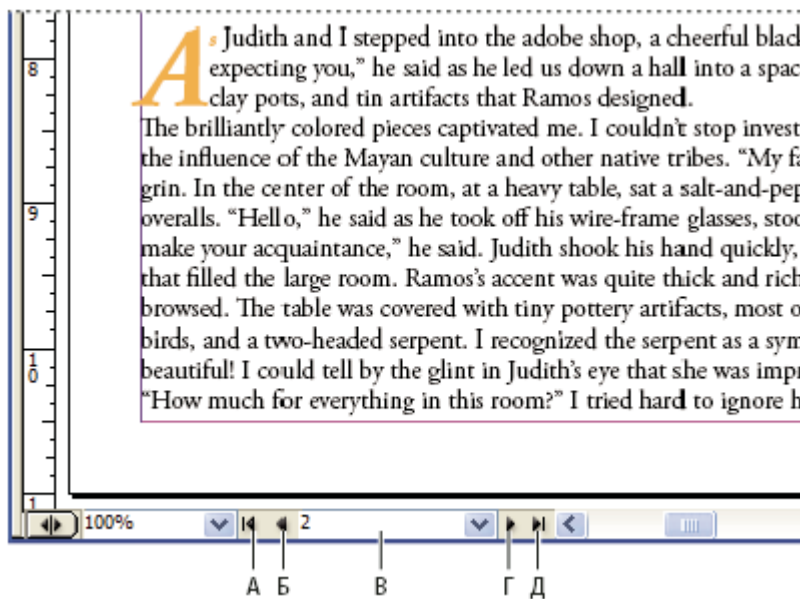 As Judith and I stepped into the adobe shop, a cheerful black
8
expecting you,” he said as he led us down a hall into a spac
clay pots, and tin artifacts that Ramos designed.
The brilliantly colored pieces captivated me. I couldn’t stop invest
the influence of the Mayan culture and other native tribes. “My fa
grin. In the center of the room, at a heavy table, sat a salt-and-pep
9
overalls. “Hello,” he said as he took off his wire-frame glasses, stoo
make your acquaintance,” he said. Judith shook his hand quickly,
that filled the large room. Ramos’s accent was quite thick and rich
browsed. The table was covered with tiny pottery artifacts, most o
birds, and a two-headed serpent. I recognized the serpent as a sym
10
beautiful! I could tell by the glint in Judith’s eye that she was impr
“How much for everything in this room?” I tried hard to ignore h
1
100% 2
А Б В Г Д